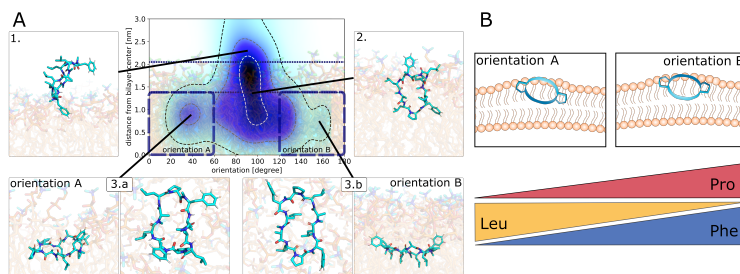 A
B
1.
2.
distance from bilayer center [nm]
3.0
2.5
2.0
1.5
1.0
0.5
0.0
0 20 40 60 80 100 120 140 160 180
orientation [degree]
orientation A
orientation B
orientation A
3.a
3.b
orientation B
orientation A
orientation B
Pro
Leu
Phe